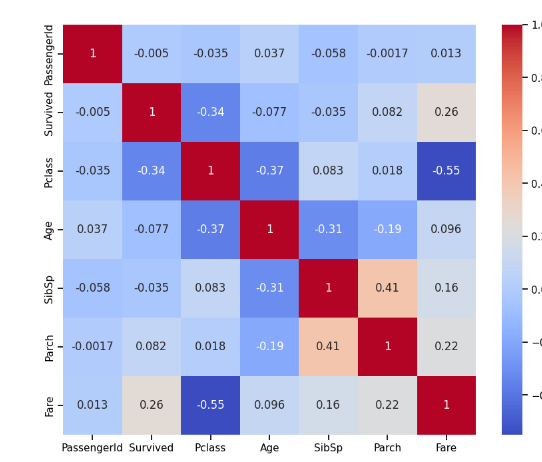 PassengerId 1 -0.005 -0.035 0.037 -0.058 -0.0017 0.013
Survived -0.005 1 -0.34 -0.077 -0.035 0.082 0.26
Pclass -0.035 -0.34 1 -0.37 0.083 0.018 -0.55
Age 0.037 -0.077 -0.37 1 -0.31 -0.19 0.096
SibSp -0.058 -0.035 0.083 -0.31 1 0.41 0.16
Parch -0.0017 0.082 0.018 -0.19 0.41 1 0.22
Fare 0.013 0.26 -0.55 0.096 0.16 0.22 1
PassengerId Survived Pclass Age SibSp Parch Fare